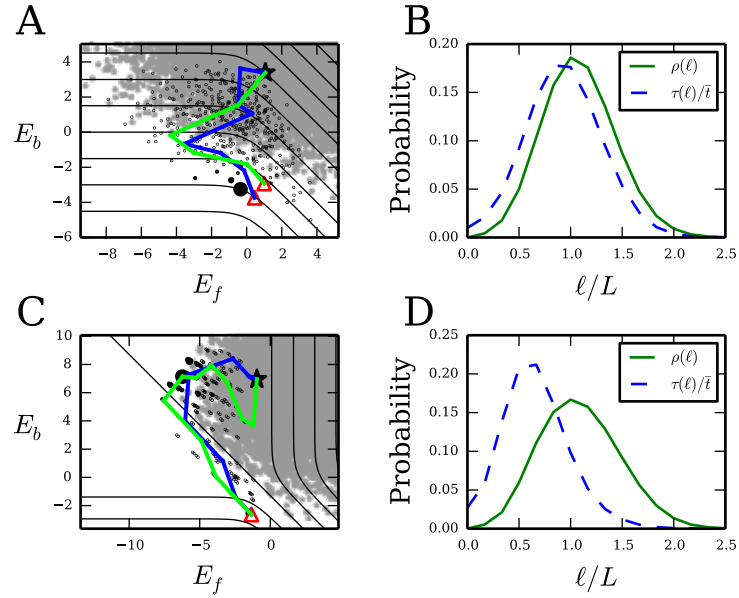 A
B
4
2
0
−2
−4
−6
E_b
−8
−6
−4
−2
0
2
4
E_f
0.20
0.15
0.10
0.05
0.00
Probability
ρ(ℓ)
τ(ℓ)/t̄
0.0
0.5
1.0
1.5
2.0
2.5
ℓ/L
C
D
10
8
6
4
2
0
−2
E_b
−10
−5
0
E_f
0.25
0.20
0.15
0.10
0.05
0.00
Probability
ρ(ℓ)
τ(ℓ)/t̄
0.0
0.5
1.0
1.5
2.0
2.5
ℓ/L